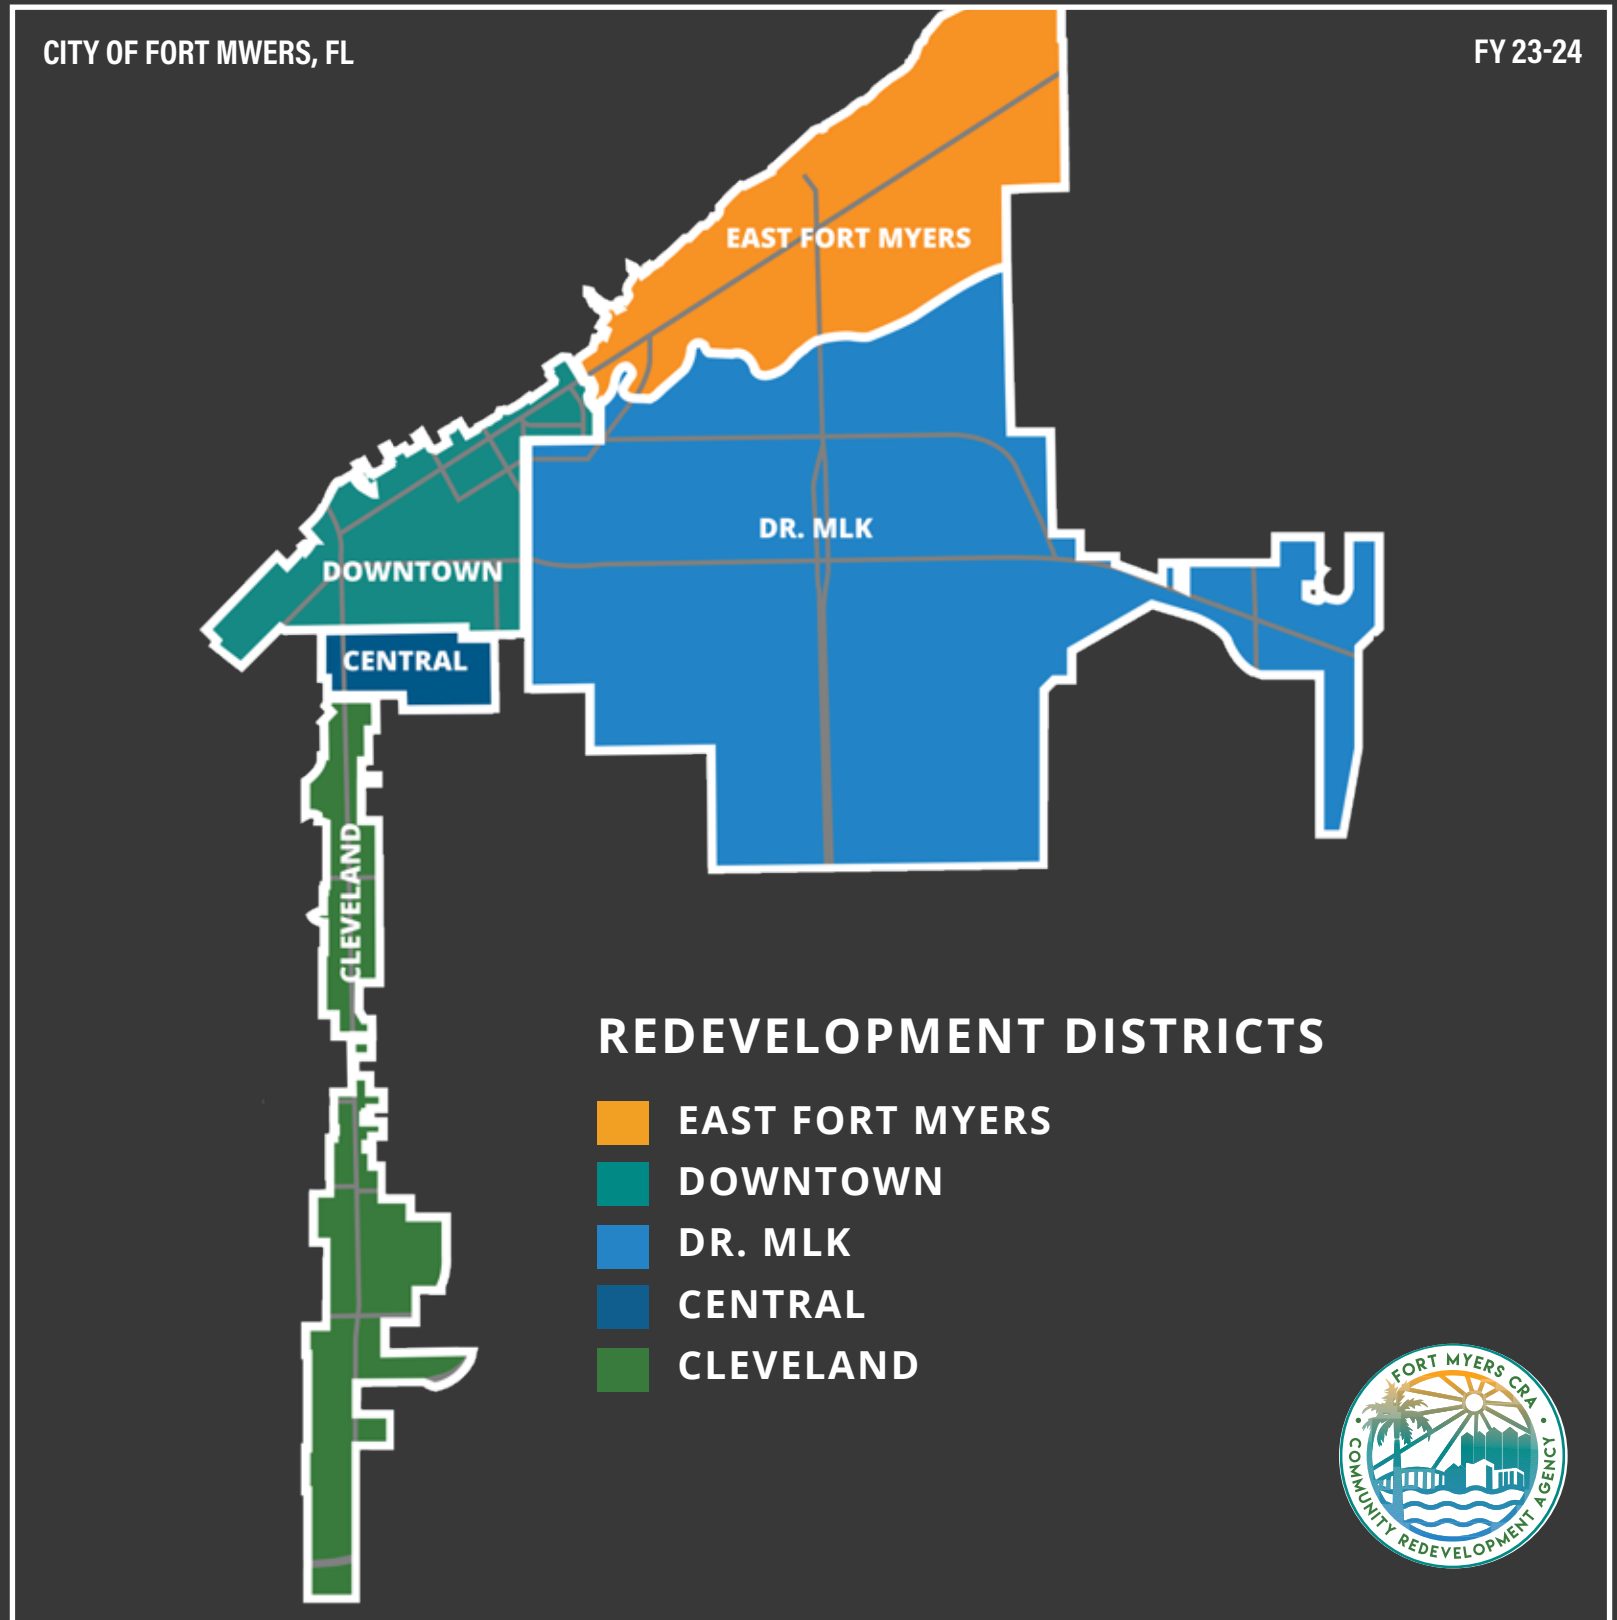 CITY OF FORT MWERS, FL
FY 23-24
EAST FORT MYERS
DR. MLK
DOWNTOWN
CENTRAL
CLEVELAND
REDEVELOPMENT DISTRICTS
EAST FORT MYERS
DOWNTOWN
DR. MLK
CENTRAL
CLEVELAND
FORT MYERS CRA
COMMUNITY REDEVELOPMENT AGENCY